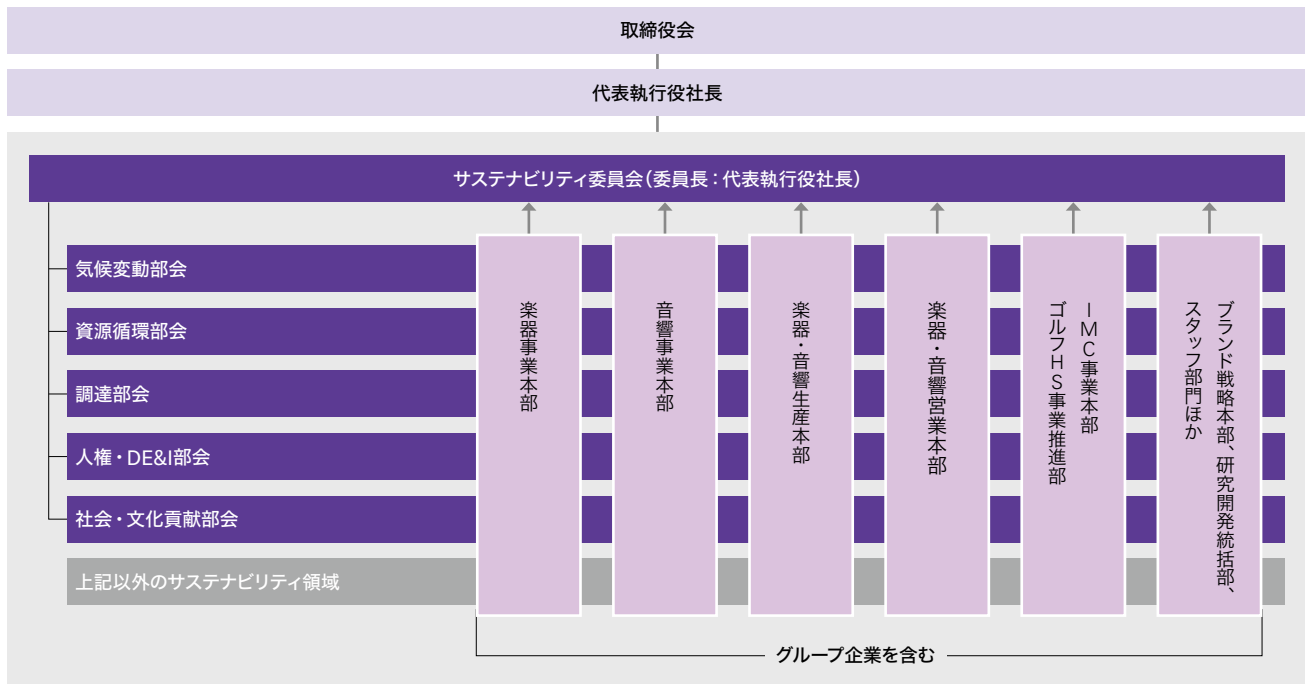 取締役会
代表執行役社長
サステナビリティ委員会(委員長:代表執行役社長)
気候変動部会
資源循環部会
調達部会
人権・DE&I部会
社会・文化貢献部会
上記以外のサステナビリティ領域
楽器事業本部
音響事業本部
楽器・音響生産本部
楽器・音響営業本部
IMC事業本部
ゴルフHS事業推進部
ブランド戦略本部、研究開発統括部、
スタッフ部門ほか
グループ企業を含む